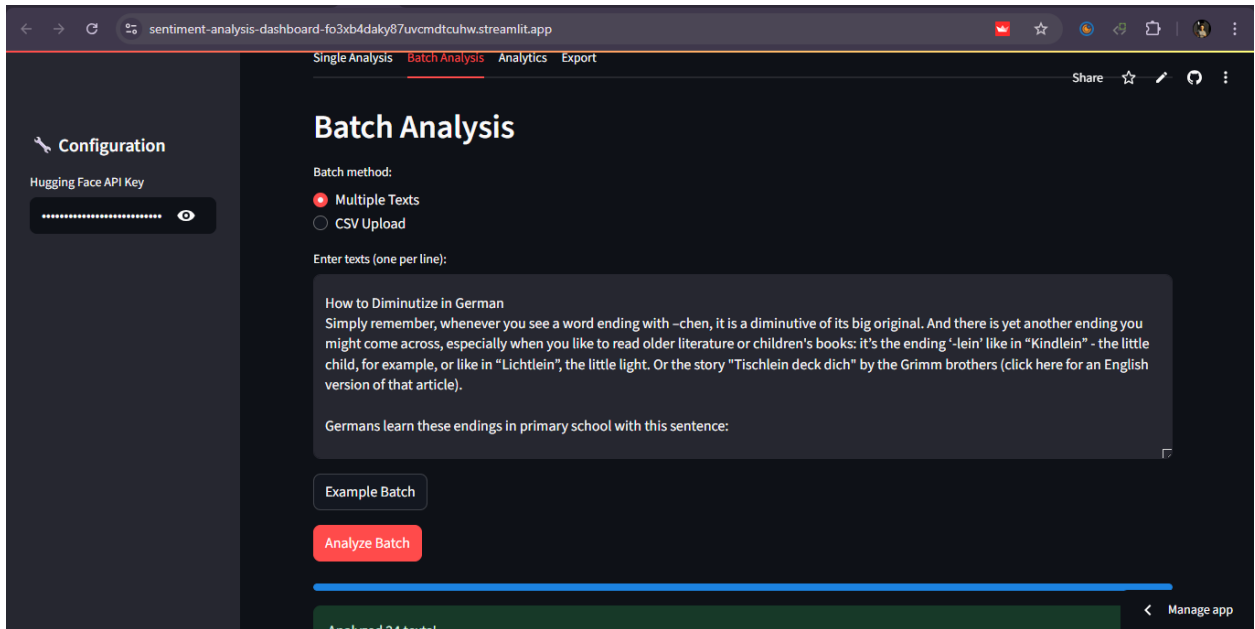 sentiment-analysis-dashboard-fo3xb4daky87uvcmdtcuhw.streamlit.app
Single Analysis Batch Analysis Analytics Export
Share
Configuration
Hugging Face API Key
Batch Analysis
Batch method:
Multiple Texts
CSV Upload
Enter texts (one per line):
How to Diminutize in German
Simply remember, whenever you see a word ending with –chen, it is a diminutive of its big original. And there is yet another ending you
might come across, especially when you like to read older literature or children's books: it’s the ending ‘-lein’ like in “Kindlein” - the little
child, for example, or like in “Lichtlein”, the little light. Or the story "Tischlein deck dich" by the Grimm brothers (click here for an English
version of that article).
Germans learn these endings in primary school with this sentence:
Example Batch
Analyze Batch
Analyzed 34 texts!
Manage app